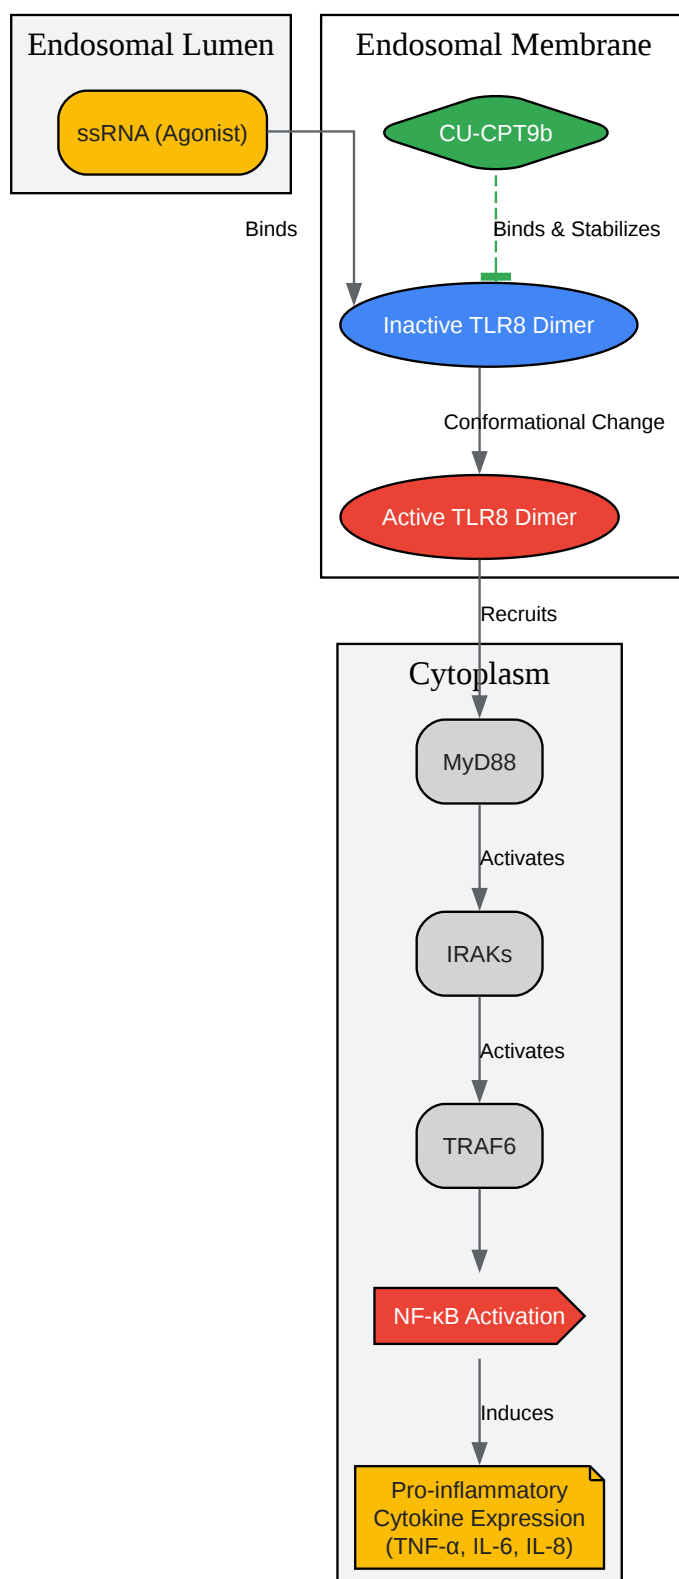 Endosomal Lumen
Endosomal Membrane
ssRNA (Agonist)
CU-CPT9b
Binds
Binds & Stabilizes
Inactive TLR8 Dimer
Conformational Change
Active TLR8 Dimer
Recruits
Cytoplasm
MyD88
Activates
IRAKs
Activates
TRAF6
NF-κB Activation
Induces
Pro-inflammatory
Cytokine Expression
(TNF-α, IL-6, IL-8)